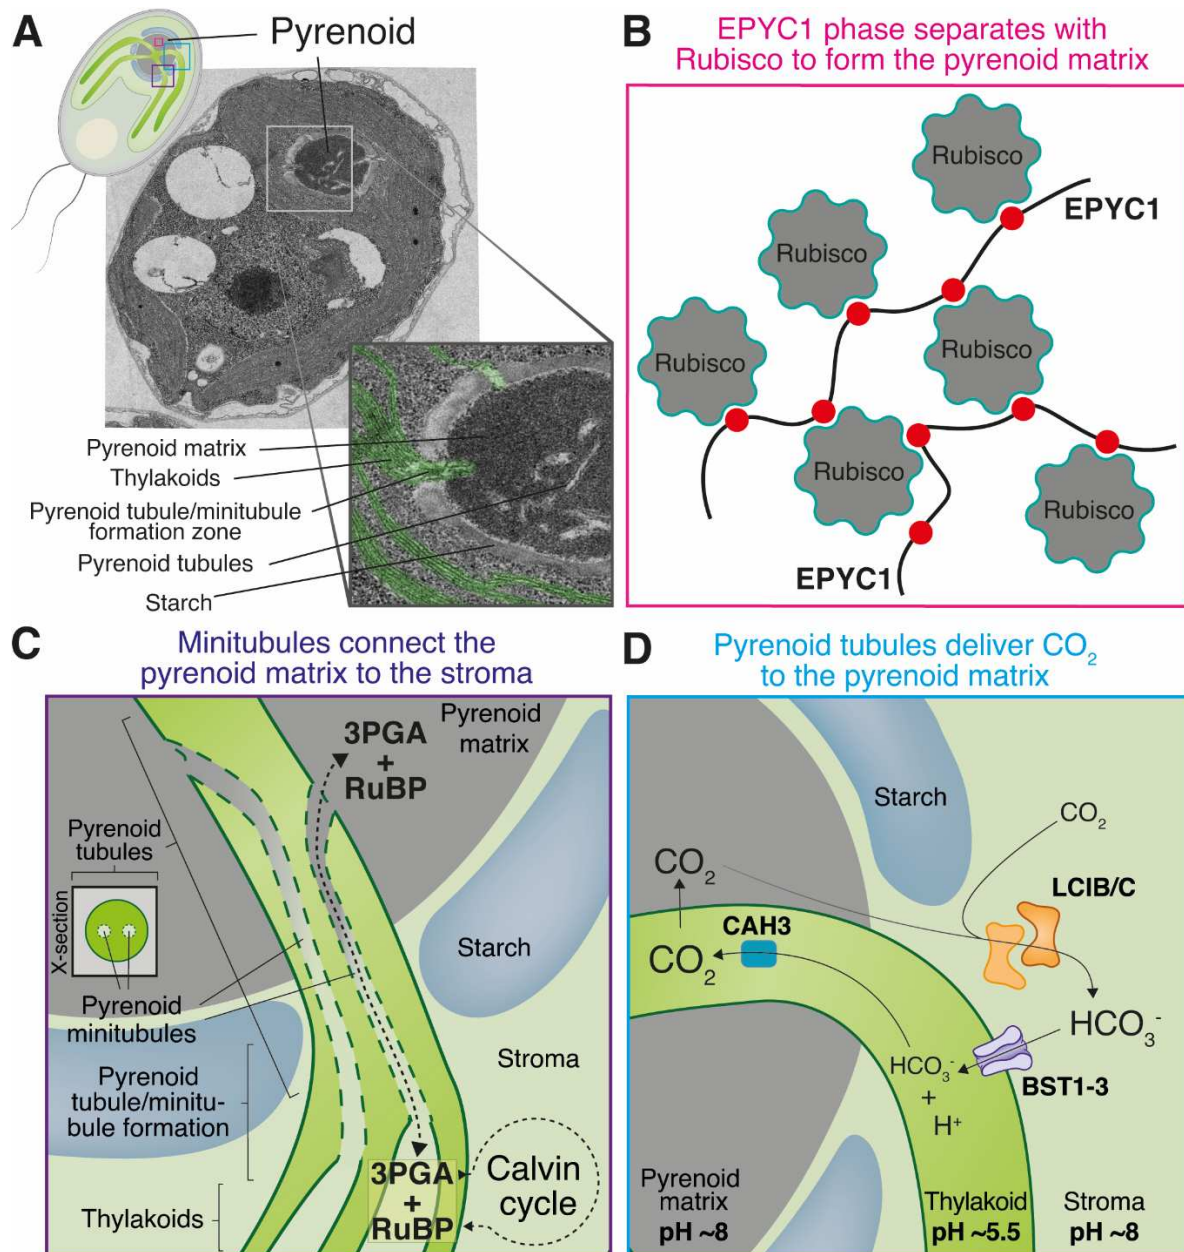 A
Pyrenoid
Pyrenoid matrix
Thylakoids
Pyrenoid tubule/minitubule
formation zone
Pyrenoid tubules
Starch
B
EPYC1 phase separates with
Rubisco to form the pyrenoid matrix
Rubisco
EPYC1
Rubisco
Rubisco
Rubisco
Rubisco
Rubisco
EPYC1
C
Minitubules connect the
pyrenoid matrix to the stroma
3PGA
+
RuBP
Pyrenoid
matrix
Pyrenoid
tubules
X-section
Pyrenoid
minitubules
Starch
Stroma
Pyrenoid
tubule/minitu-
bule formation
Thylakoids
3PGA
+
RuBP
Calvin
cycle
D
Pyrenoid tubules deliver CO₂
to the pyrenoid matrix
Starch
CO₂
LCIB/C
CO₂
CAH3
CO₂
HCO₃⁻
BST1-3
HCO₃⁻
+
H⁺
Pyrenoid
matrix
pH ~8
Thylakoid
pH ~5.5
Stroma
pH ~8